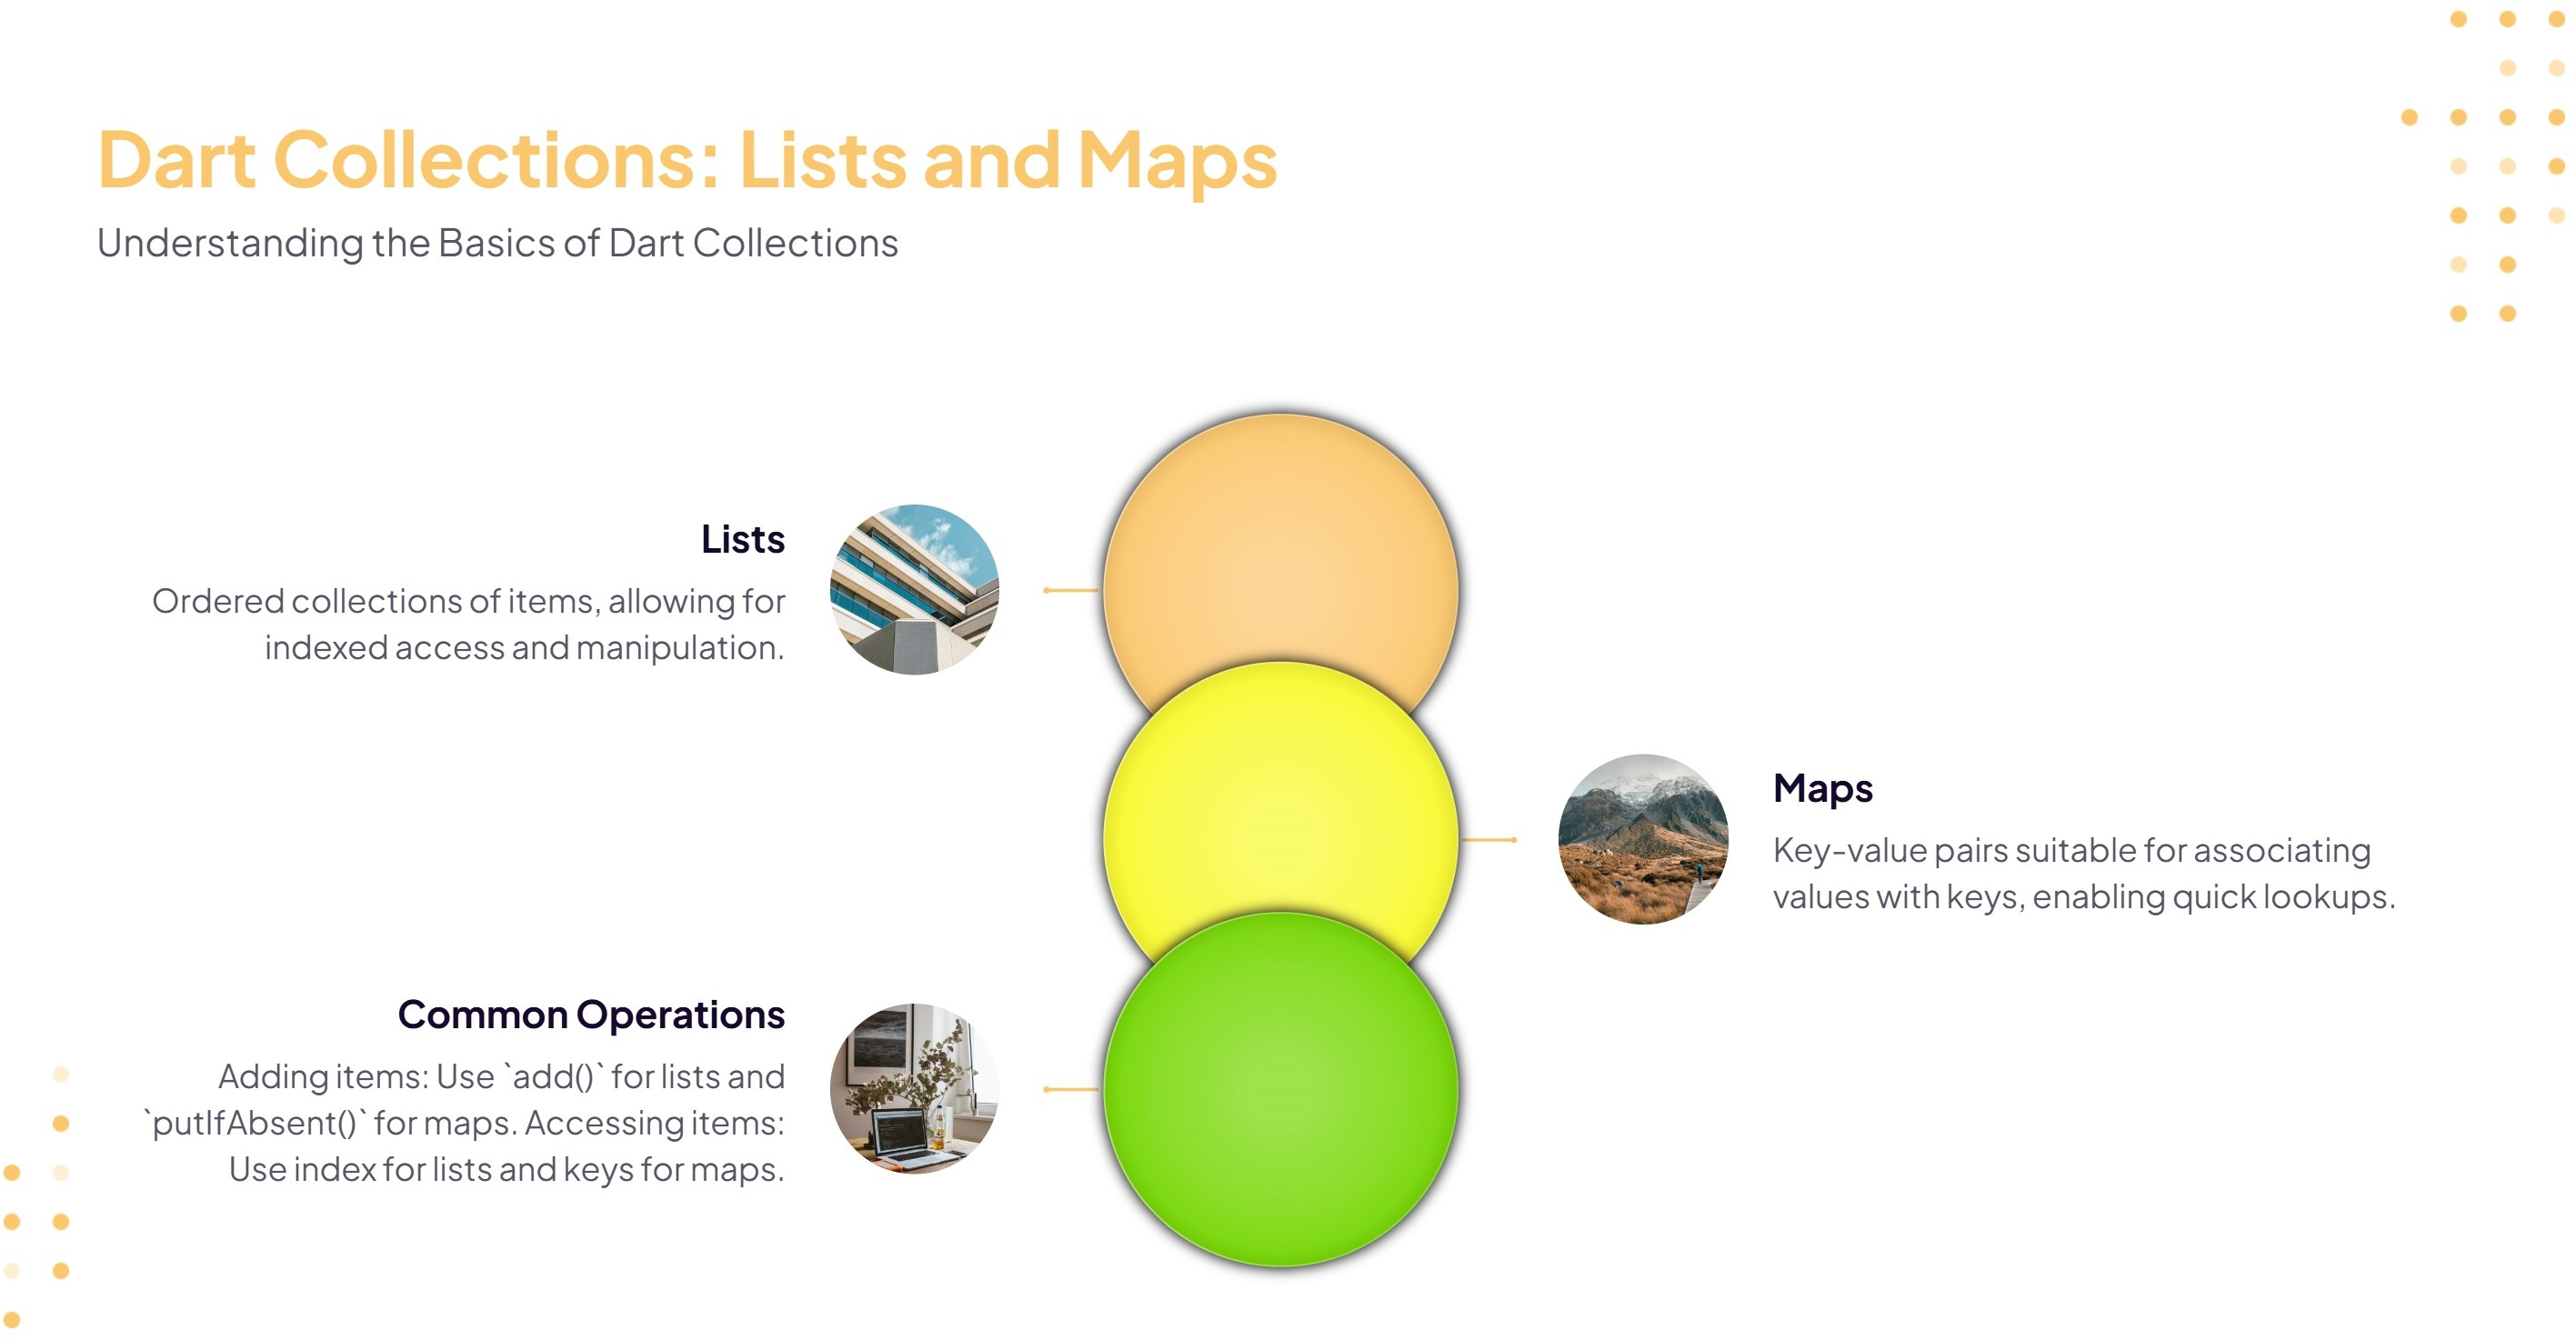 Dart Collections: Lists and Maps
Understanding the Basics of Dart Collections
Lists
Ordered collections of items, allowing for
indexed access and manipulation.
Maps
Key-value pairs suitable for associating
values with keys, enabling quick lookups.
Common Operations
Adding items: Use `add()` for lists and
`putIfAbsent()` for maps. Accessing items:
Use index for lists and keys for maps.